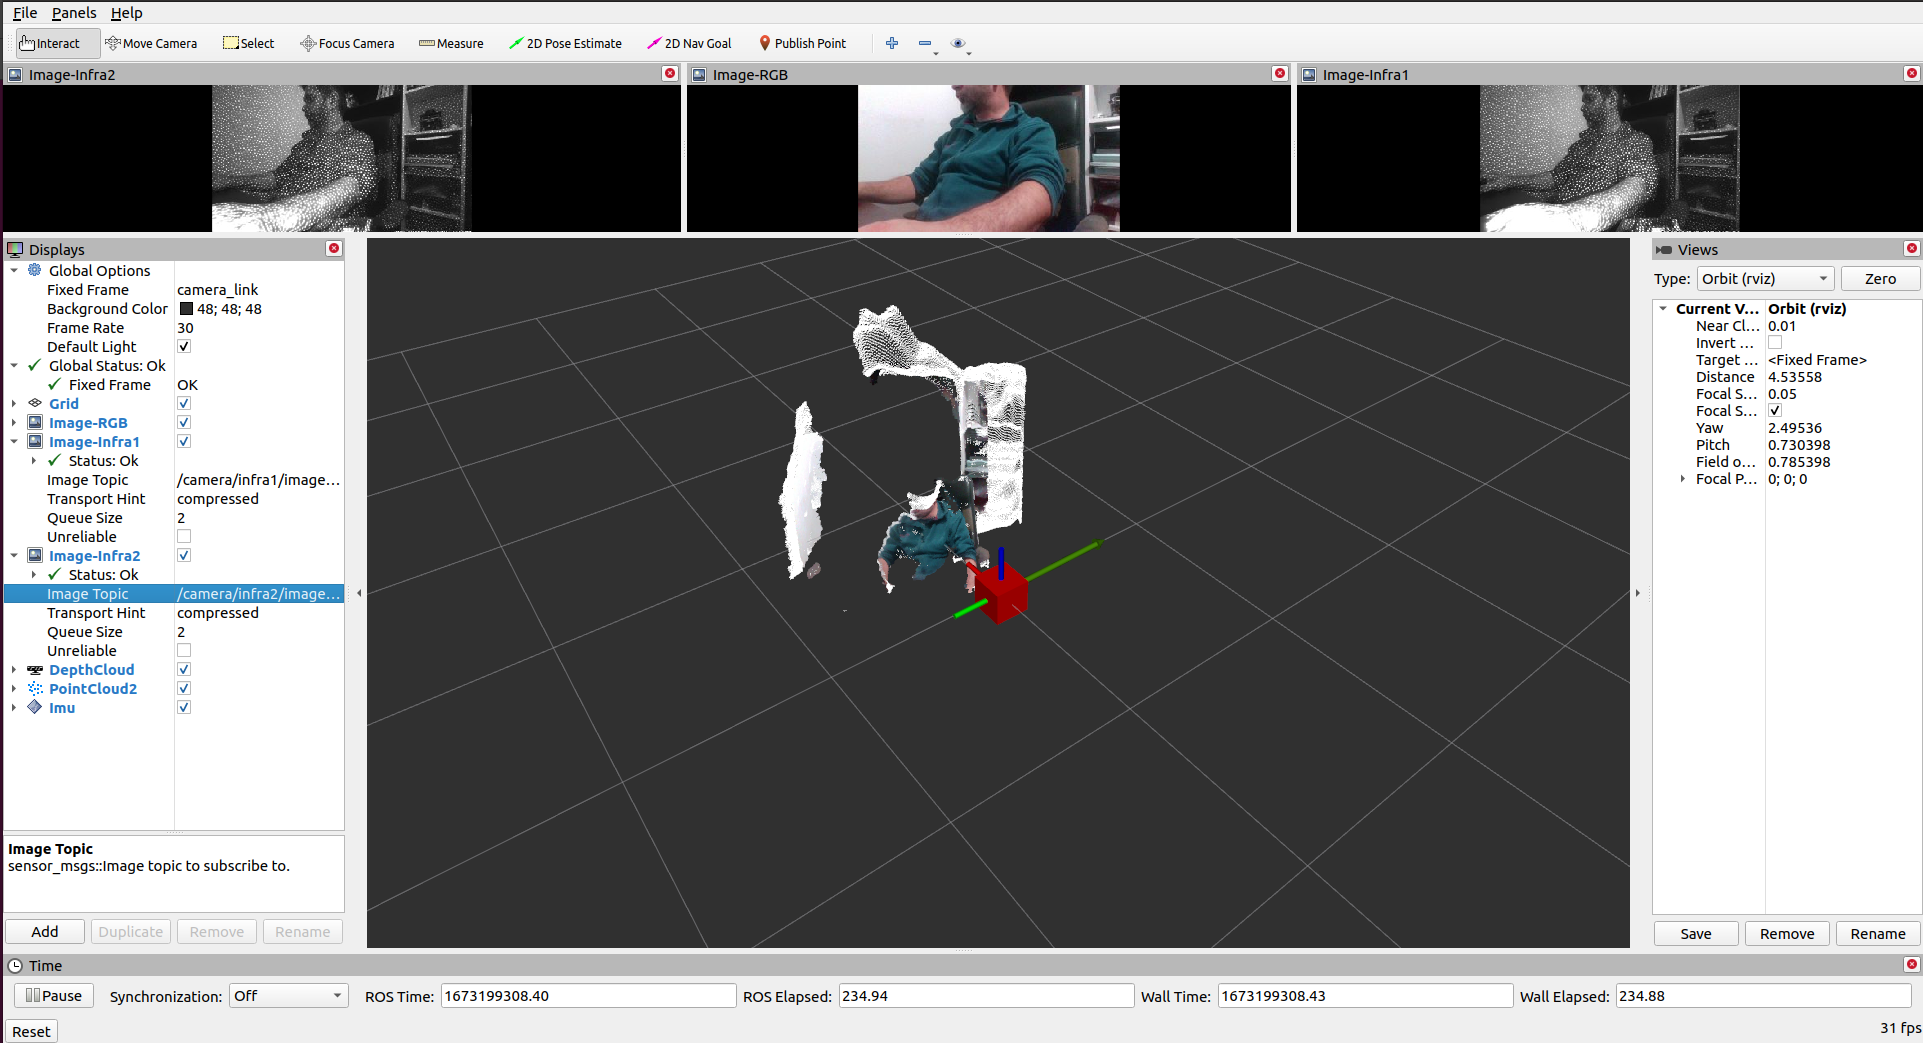 File Panels Help
Interact Move Camera Select Focus Camera Measure 2D Pose Estimate 2D Nav Goal Publish Point
Image-Infra2
Image-RGB
Image-Infra1
Displays
Global Options
Fixed Frame camera_link
Background Color 48; 48; 48
Frame Rate 30
Default Light
Global Status: Ok
Fixed Frame OK
Grid
Image-RGB
Image-Infra1
Status: Ok
Image Topic /camera/infra1/image...
Transport Hint compressed
Queue Size 2
Unreliable
Image-Infra2
Status: Ok
Image Topic /camera/infra2/image...
Transport Hint compressed
Queue Size 2
Unreliable
DepthCloud
PointCloud2
Imu
Image Topic
sensor_msgs::Image topic to subscribe to.
Add Duplicate Remove Rename
Views
Type: Orbit (rviz) Zero
Current V... Orbit (rviz)
Near Cl... 0.01
Invert ...
Target ... <Fixed Frame>
Distance 4.53558
Focal S... 0.05
Focal S...
Yaw 2.49536
Pitch 0.730398
Field o... 0.785398
Focal P... 0; 0; 0
Save Remove Rename
Time
Pause Synchronization: Off ROS Time: 1673199308.40 ROS Elapsed: 234.94 Wall Time: 1673199308.43 Wall Elapsed: 234.88
Reset 31 fps